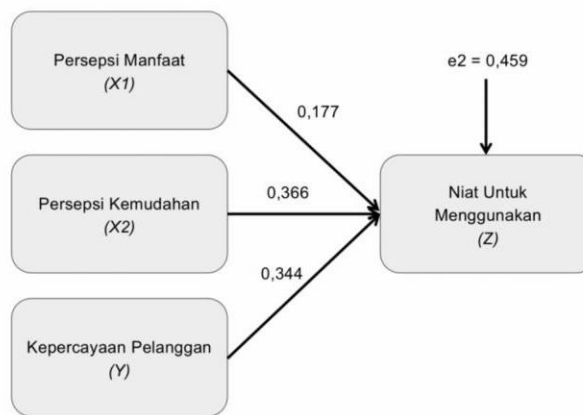 Persepsi Manfaat
(X1)
e2 = 0,459
0,177
Persepsi Kemudahan
(X2)
0,366
Niat Untuk
Menggunakan
(Z)
0,344
Kepercayaan Pelanggan
(Y)